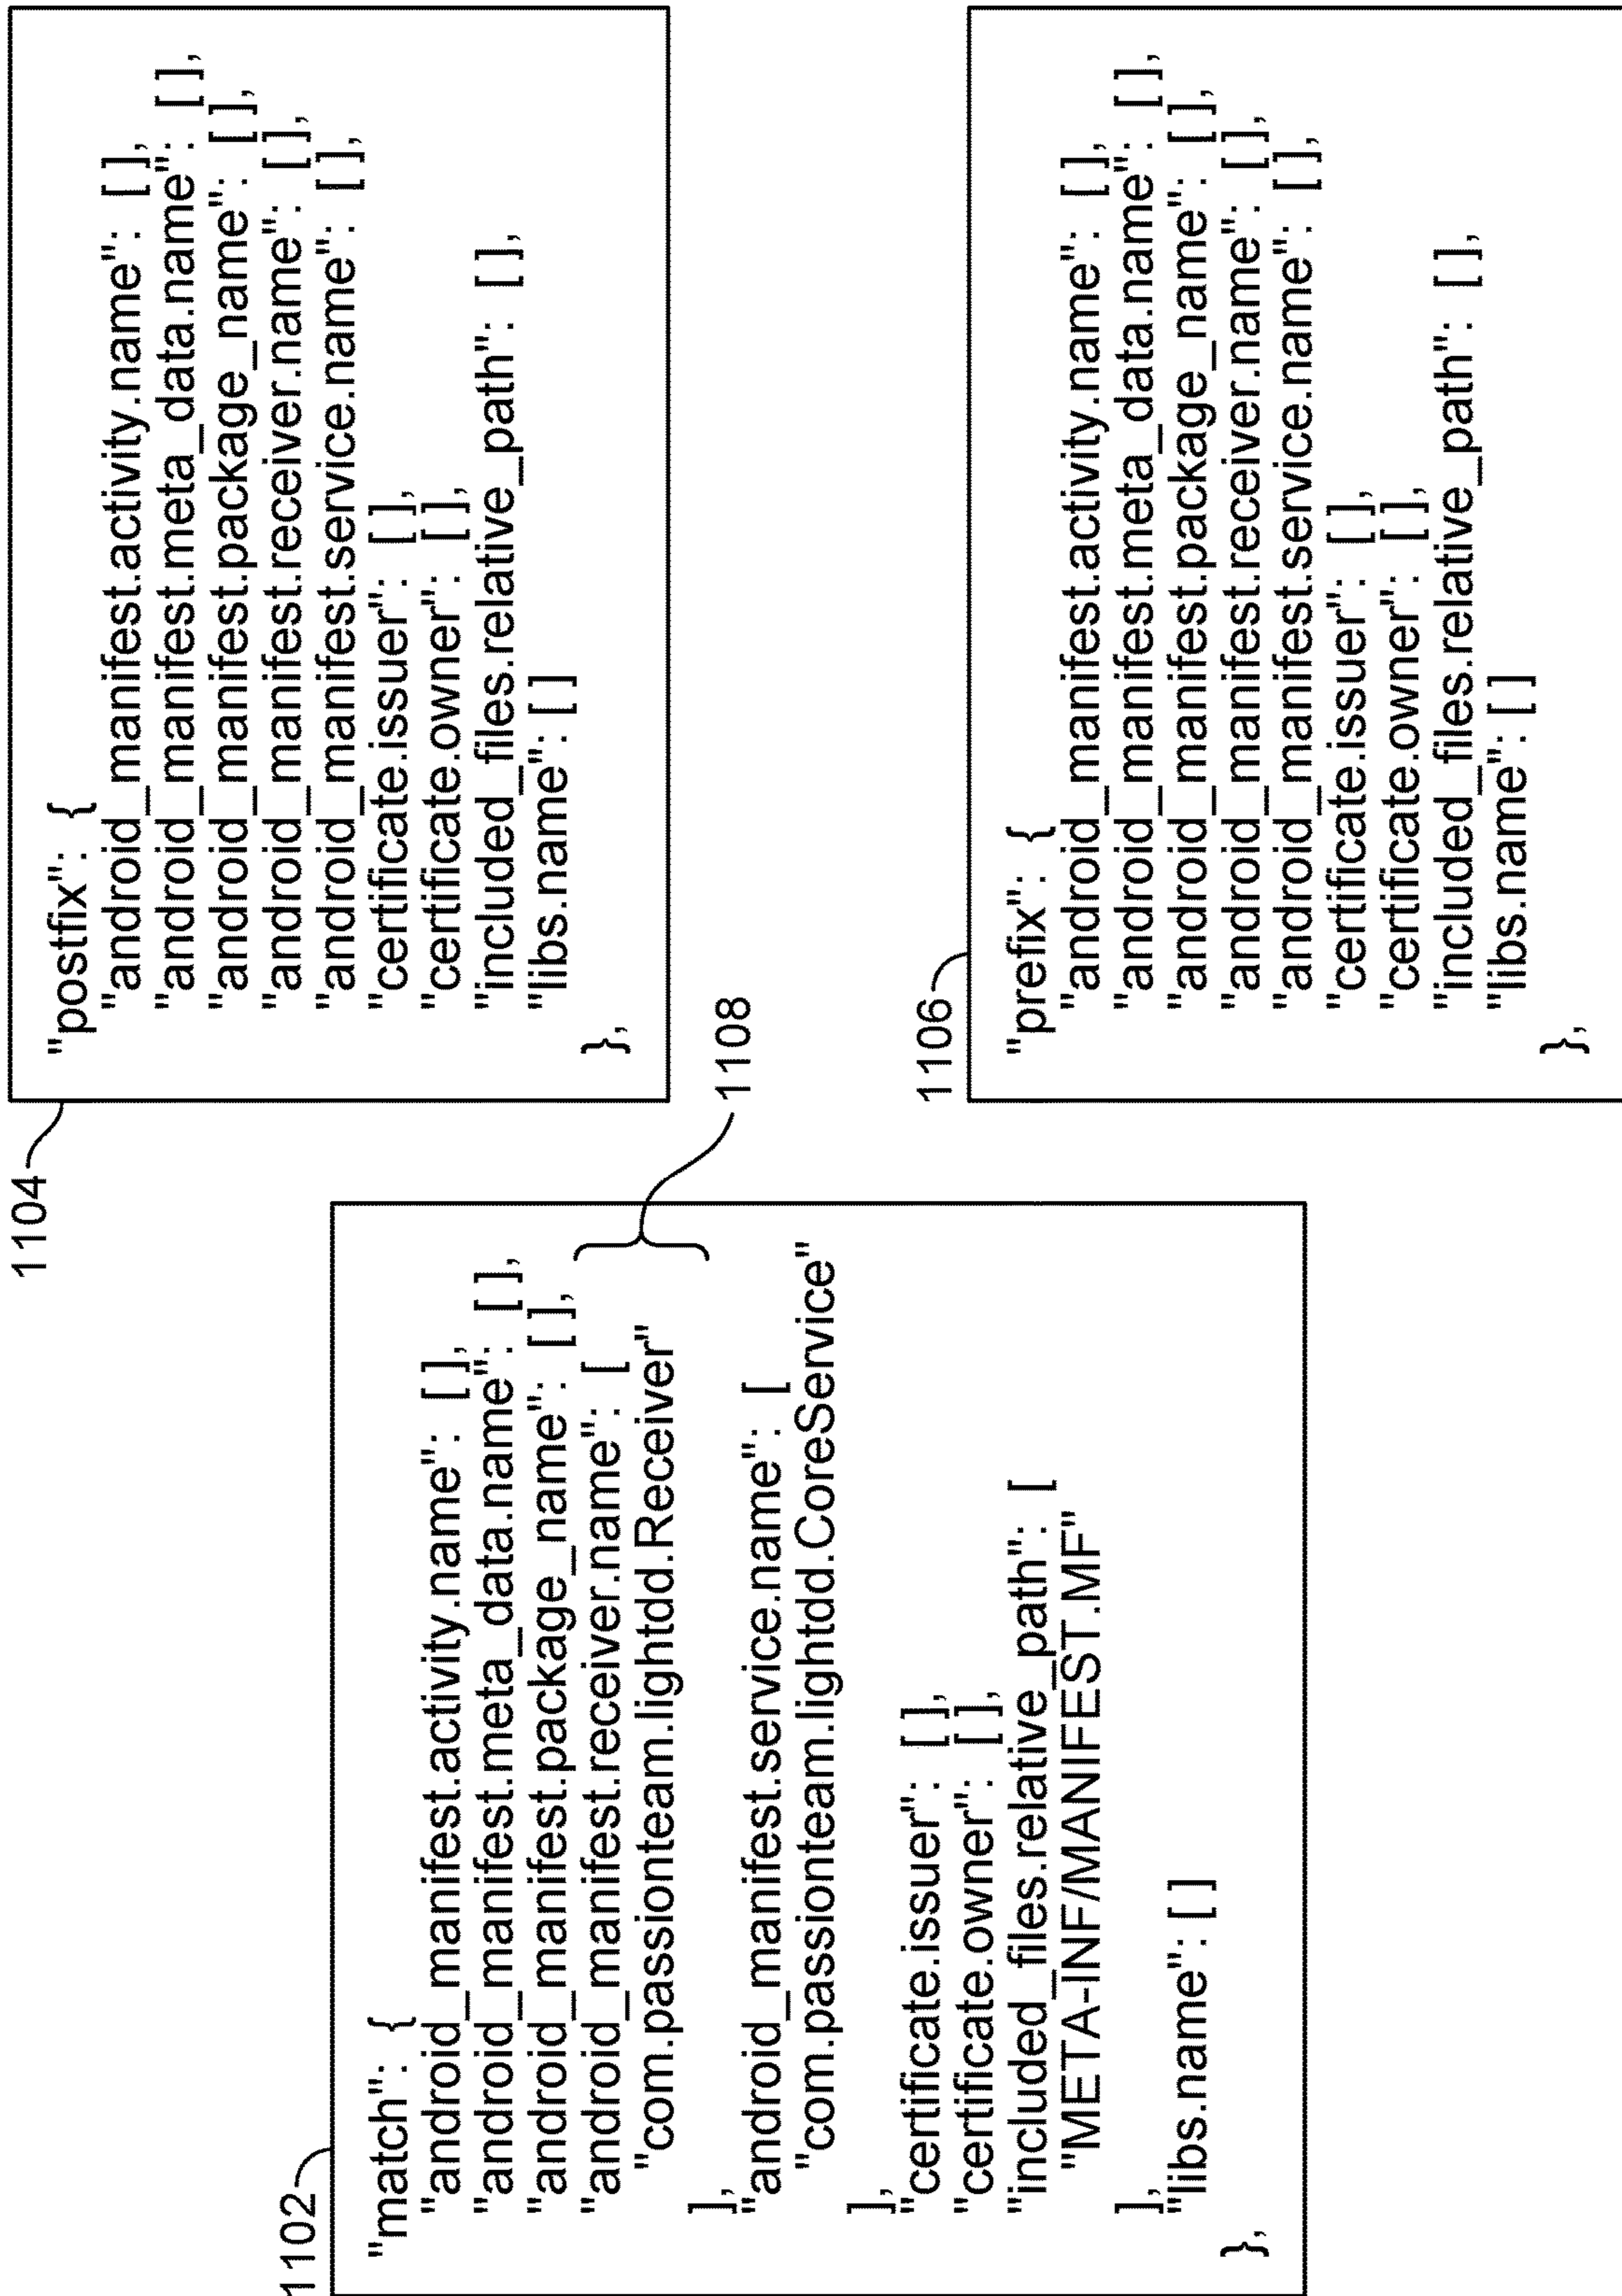 1102
"match": {
"android_manifest.activity.name": [ ],
"android_manifest.meta_data.name": [ ],
"android_manifest.package_name": [ ],
"android_manifest.receiver.name": [
"com.passionteam.lightdd.Receiver"
],
"android_manifest.service.name": [
"com.passionteam.lightdd.CoreService"
],
"certificate.issuer": [ ],
"certificate.owner": [ ],
"included_files.relative_path": [
"META-INF/MANIFEST.MF"
],
"libs.name": [ ]
},
1108
1104
"postfix": {
"android_manifest.activity.name": [ ],
"android_manifest.meta_data.name": [ ],
"android_manifest.package_name": [ ],
"android_manifest.receiver.name": [ ],
"android_manifest.service.name": [ ],
"certificate.issuer": [ ],
"certificate.owner": [ ],
"included_files.relative_path": [ ],
"libs.name": [ ]
},
1106
"prefix": {
"android_manifest.activity.name": [ ],
"android_manifest.meta_data.name": [ ],
"android_manifest.package_name": [ ],
"android_manifest.receiver.name": [ ],
"android_manifest.service.name": [ ],
"certificate.issuer": [ ],
"certificate.owner": [ ],
"included_files.relative_path": [ ],
"libs.name": [ ]
},